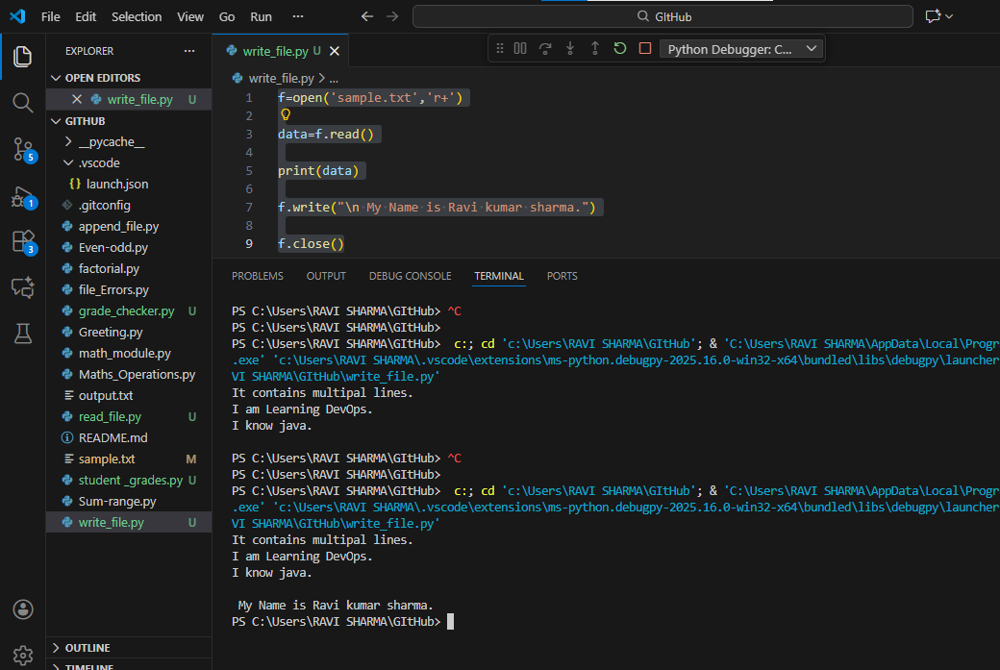 File Edit Selection View Go Run ···
GItHub
EXPLORER
···
OPEN EDITORS
write_file.py U
GITHUB
__pycache__
.vscode
{} launch.json
.gitconfig
append_file.py
Even-odd.py
factorial.py
file_Errors.py
grade_checker.py U
Greeting.py
math_module.py
Maths_Operations.py
output.txt
read_file.py U
README.md
sample.txt M
student _grades.py U
Sum-range.py
write_file.py U
OUTLINE
TIMELINE
5
1
3
write_file.py U
Python Debugger: C...
write_file.py > ...
1 f=open('sample.txt','r+')
2
3 data=f.read()
4
5 print(data)
6
7 f.write("\n My Name is Ravi kumar sharma.")
8
9 f.close()
PROBLEMS OUTPUT DEBUG CONSOLE TERMINAL PORTS
PS C:\Users\RAVI SHARMA\GItHub> ^C
PS C:\Users\RAVI SHARMA\GItHub>
PS C:\Users\RAVI SHARMA\GItHub> c:; cd 'c:\Users\RAVI SHARMA\GItHub'; & 'C:\Users\RAVI SHARMA\AppData\Local\Progr
.exe' 'c:\Users\RAVI SHARMA\.vscode\extensions\ms-python.debugpy-2025.16.0-win32-x64\bundled\libs\debugpy\launcher
VI SHARMA\GItHub\write_file.py'
It contains multipal lines.
I am Learning DevOps.
I know java.
PS C:\Users\RAVI SHARMA\GItHub> ^C
PS C:\Users\RAVI SHARMA\GItHub>
PS C:\Users\RAVI SHARMA\GItHub> c:; cd 'c:\Users\RAVI SHARMA\GItHub'; & 'C:\Users\RAVI SHARMA\AppData\Local\Progr
.exe' 'c:\Users\RAVI SHARMA\.vscode\extensions\ms-python.debugpy-2025.16.0-win32-x64\bundled\libs\debugpy\launcher
VI SHARMA\GItHub\write_file.py'
It contains multipal lines.
I am Learning DevOps.
I know java.
My Name is Ravi kumar sharma.
PS C:\Users\RAVI SHARMA\GItHub>